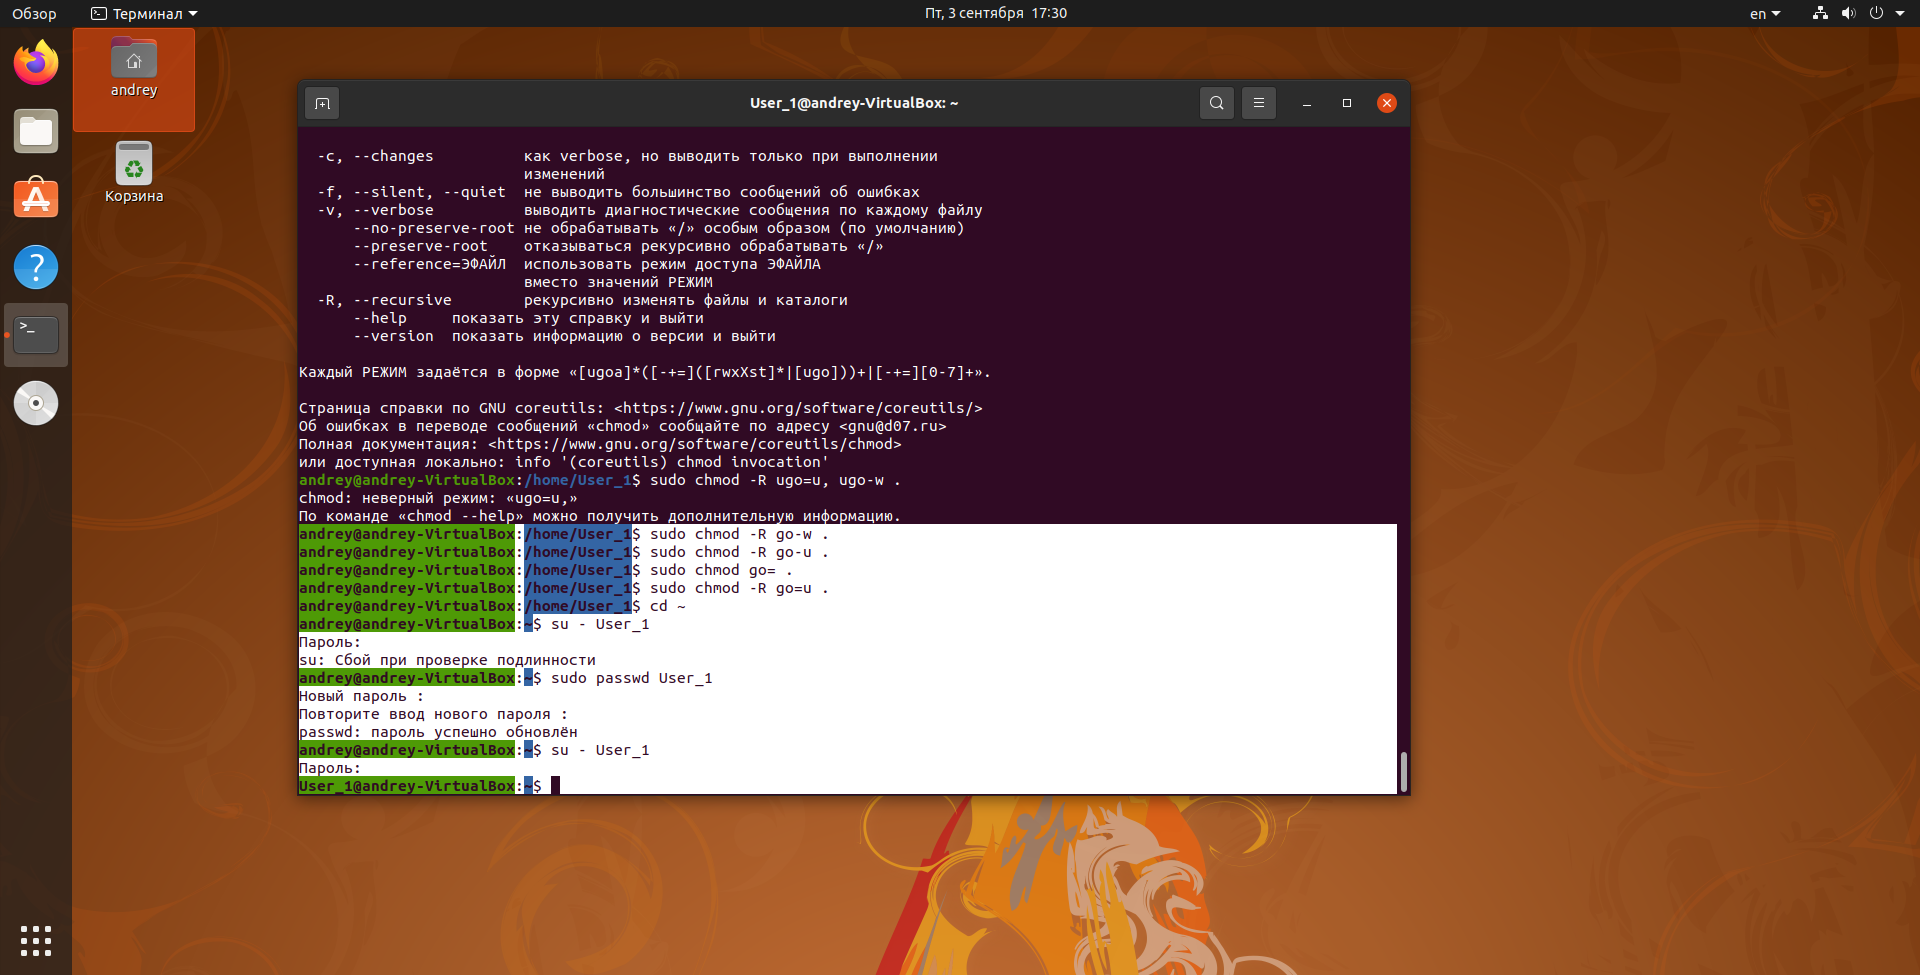 Обзор
Терминал
Пт, 3 сентября 17:30
en
andrey
Корзина
User_1@andrey-VirtualBox: ~
-c, --changes как verbose, но выводить только при выполнении
изменений
-f, --silent, --quiet не выводить большинство сообщений об ошибках
-v, --verbose выводить диагностические сообщения по каждому файлу
--no-preserve-root не обрабатывать «/» особым образом (по умолчанию)
--preserve-root отказываться рекурсивно обрабатывать «/»
--reference=ЭФАЙЛ использовать режим доступа ЭФАЙЛА
вместо значений РЕЖИМ
-R, --recursive рекурсивно изменять файлы и каталоги
--help показать эту справку и выйти
--version показать информацию о версии и выйти
Каждый РЕЖИМ задаётся в форме «[ugoa]*([-+=]([rwxXst]*|[ugo]))+|[-+=][0-7]+».
Страница справки по GNU coreutils: <https://www.gnu.org/software/coreutils/>
Об ошибках в переводе сообщений «chmod» сообщайте по адресу <gnu@d07.ru>
Полная документация: <https://www.gnu.org/software/coreutils/chmod>
или доступная локально: info '(coreutils) chmod invocation'
andrey@andrey-VirtualBox:/home/User_1$ sudo chmod -R ugo=u, ugo-w .
chmod: неверный режим: «ugo=u,»
По команде «chmod --help» можно получить дополнительную информацию.
andrey@andrey-VirtualBox:/home/User_1$ sudo chmod -R go-w .
andrey@andrey-VirtualBox:/home/User_1$ sudo chmod -R go-u .
andrey@andrey-VirtualBox:/home/User_1$ sudo chmod go= .
andrey@andrey-VirtualBox:/home/User_1$ sudo chmod -R go=u .
andrey@andrey-VirtualBox:/home/User_1$ cd ~
andrey@andrey-VirtualBox:~$ su - User_1
Пароль:
su: Сбой при проверке подлинности
andrey@andrey-VirtualBox:~$ sudo passwd User_1
Новый пароль :
Повторите ввод нового пароля :
passwd: пароль успешно обновлён
andrey@andrey-VirtualBox:~$ su - User_1
Пароль:
User_1@andrey-VirtualBox:~$